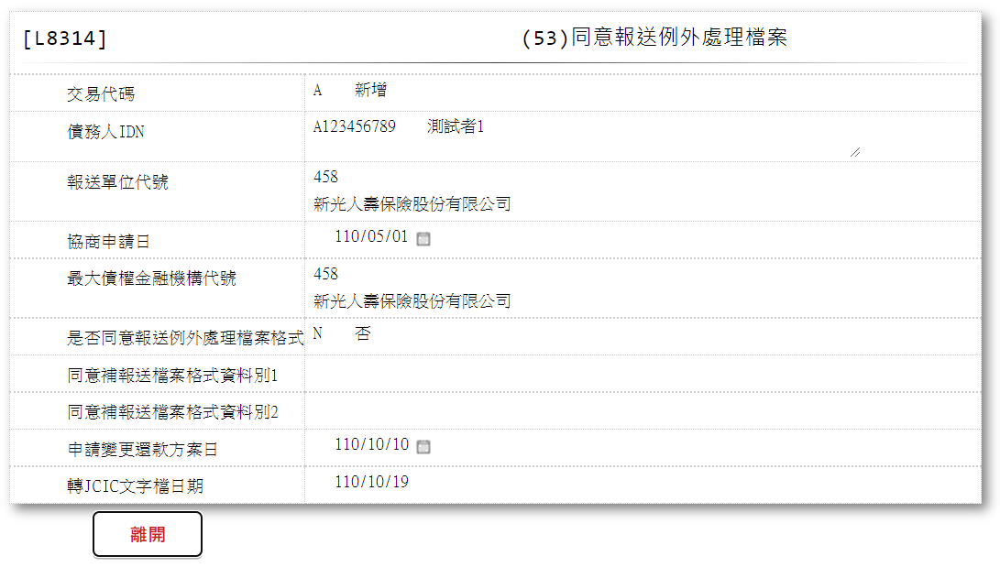 [L8314] (53)同意報送例外處理檔案
交易代碼 A 新增
債務人IDN A123456789 測試者1
報送單位代號 458
新光人壽保險股份有限公司
協商申請日 110/05/01
最大債權金融機構代號 458
新光人壽保險股份有限公司
是否同意報送例外處理檔案格式 N 否
同意補報送檔案格式資料別1
同意補報送檔案格式資料別2
申請變更還款方案日 110/10/10
轉JCIC文字檔日期 110/10/19
離開